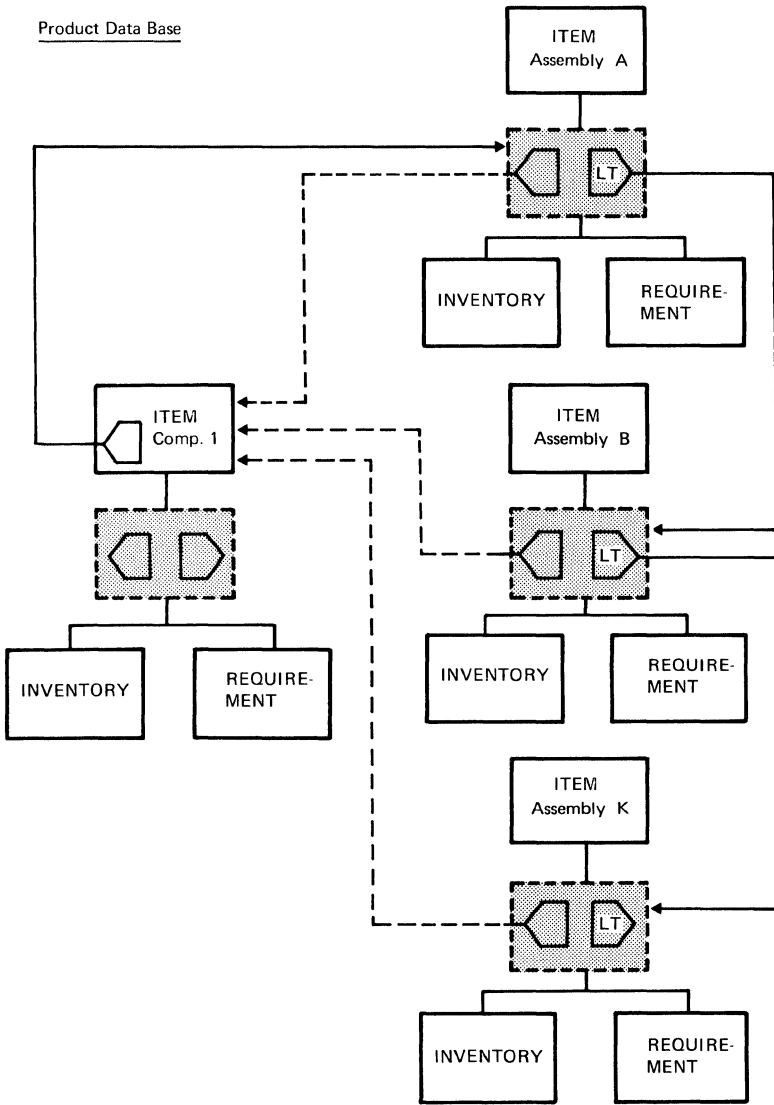 Product Data Base
ITEM
Assembly A
LT
INVENTORY
REQUIRE-
MENT
ITEM
Comp. 1
INVENTORY
REQUIRE-
MENT
ITEM
Assembly B
LT
INVENTORY
REQUIRE-
MENT
ITEM
Assembly K
LT
INVENTORY
REQUIRE-
MENT